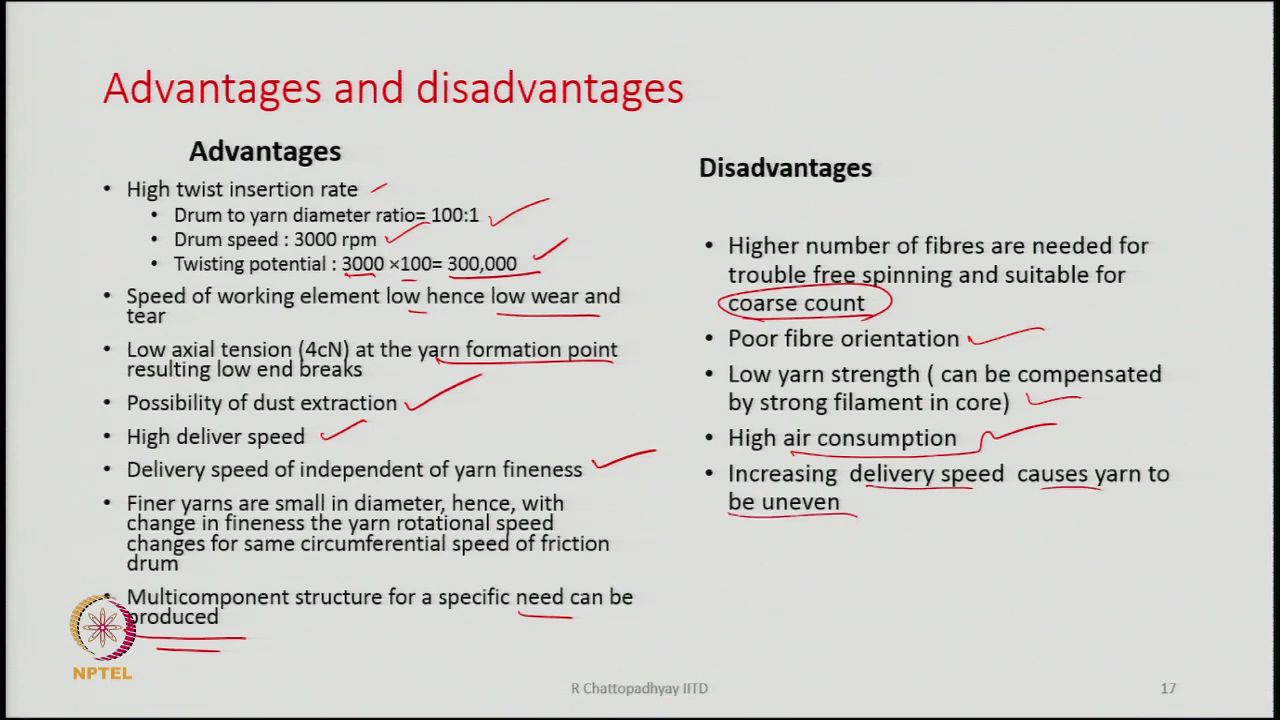 Advantages and disadvantages
Advantages
• High twist insertion rate
• Drum to yarn diameter ratio= 100:1
• Drum speed : 3000 rpm
• Twisting potential : 3000 ×100= 300,000
• Speed of working element low hence low wear and
tear
• Low axial tension (4cN) at the yarn formation point
resulting low end breaks
• Possibility of dust extraction
• High deliver speed
• Delivery speed of independent of yarn fineness
• Finer yarns are small in diameter, hence, with
change in fineness the yarn rotational speed
changes for same circumferential speed of friction
drum
• Multicomponent structure for a specific need can be
produced
Disadvantages
• Higher number of fibres are needed for
trouble free spinning and suitable for
coarse count
• Poor fibre orientation
• Low yarn strength ( can be compensated
by strong filament in core)
• High air consumption
• Increasing delivery speed causes yarn to
be uneven
NPTEL
R Chattopadhyay IITD
17